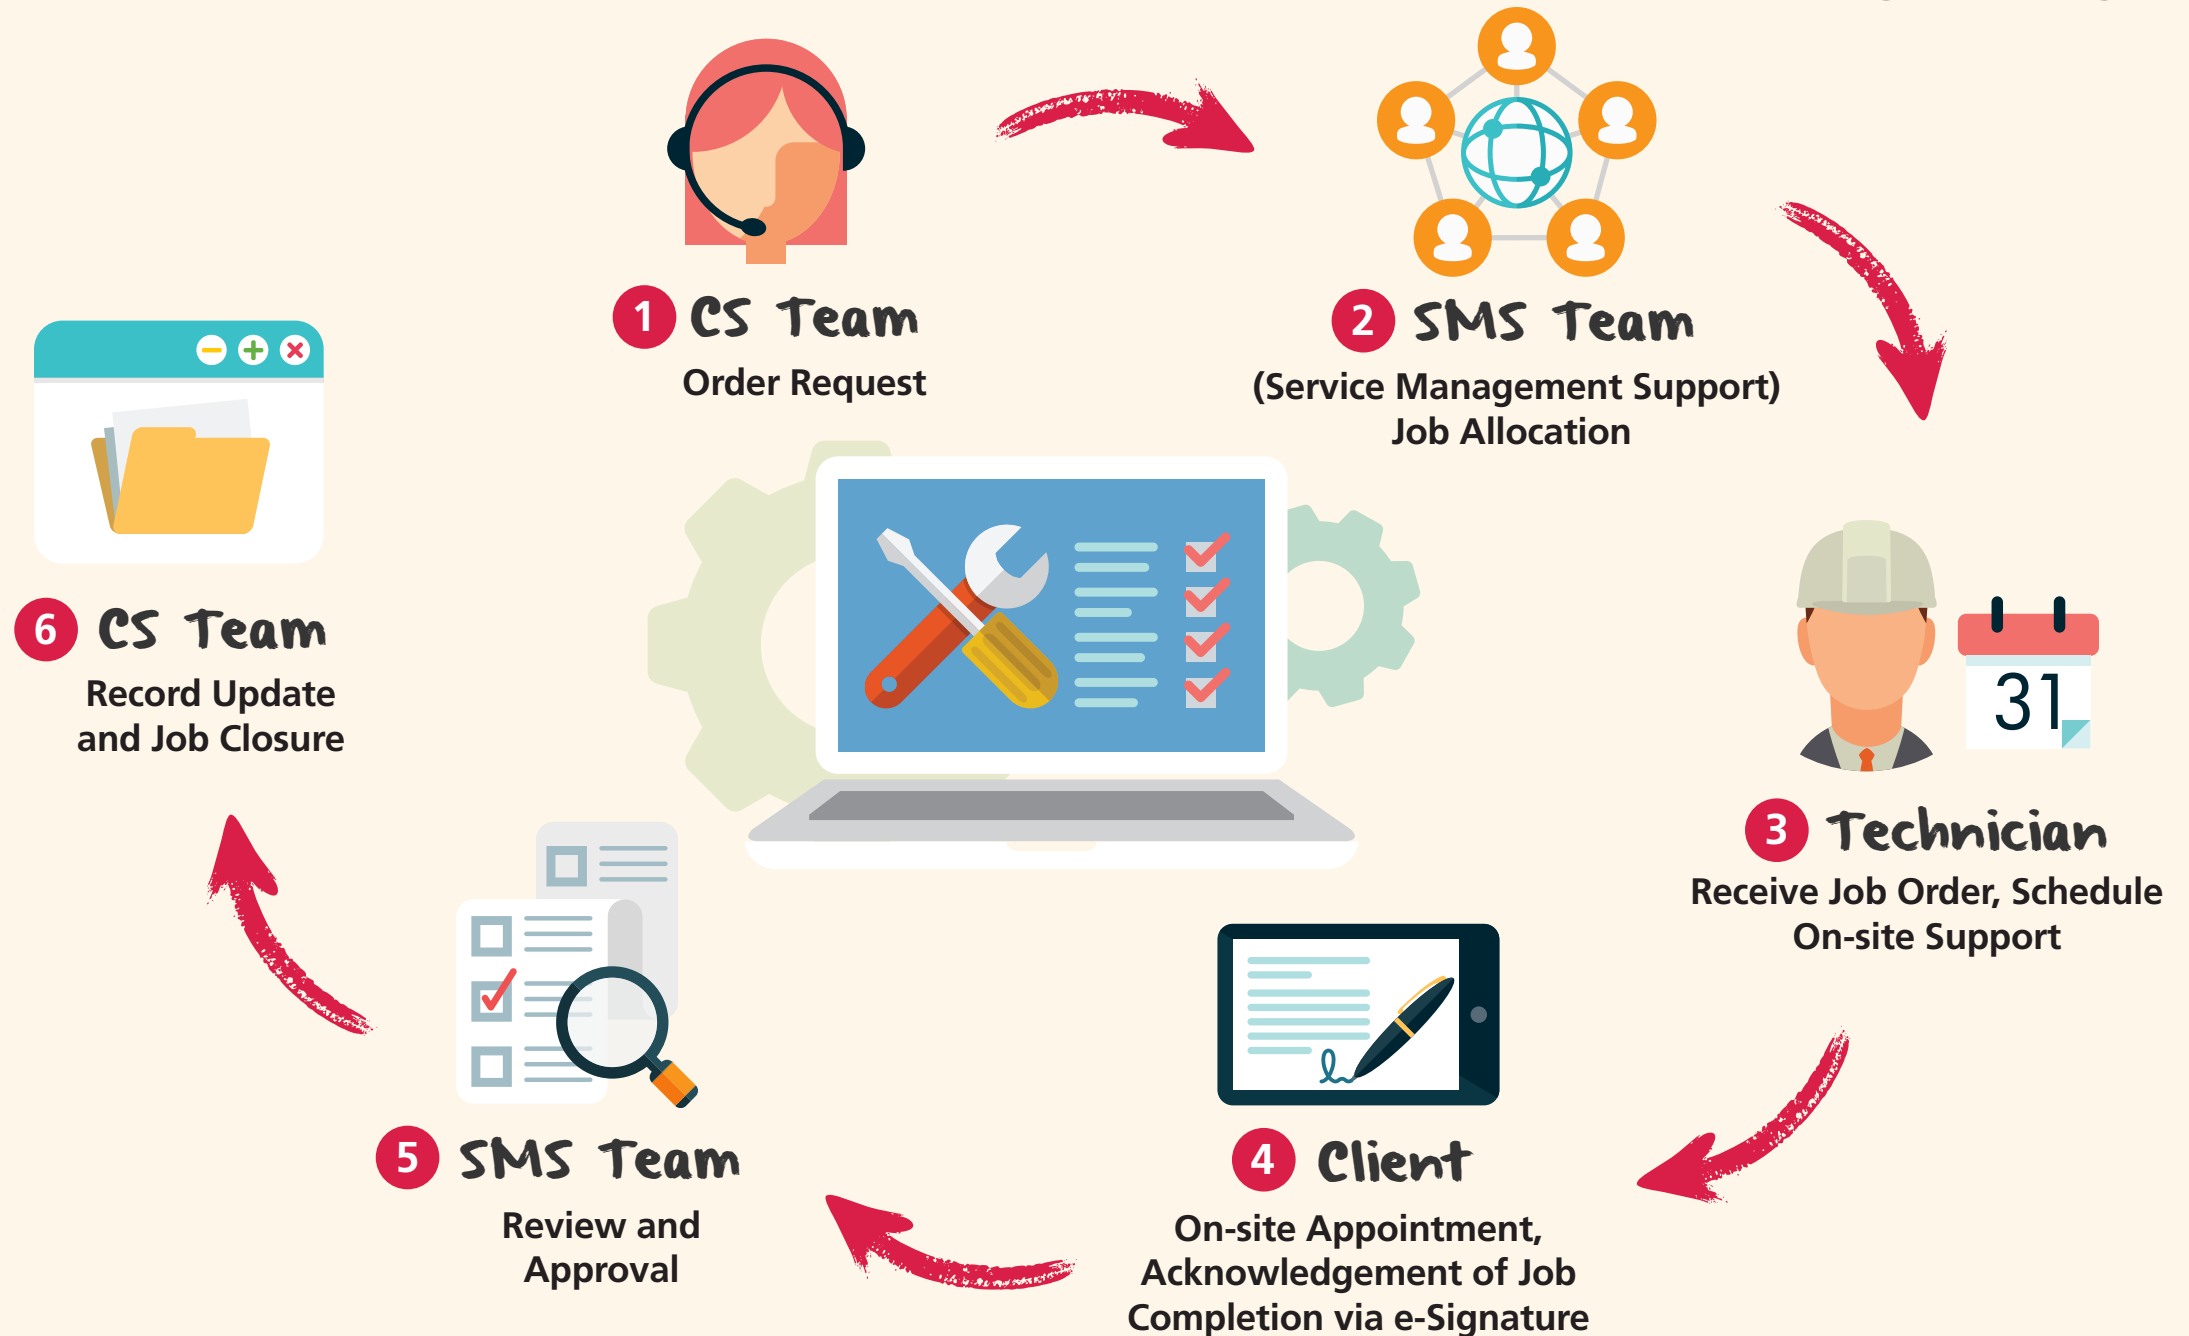 1 CS Team
Order Request
2 SMS Team
(Service Management Support)
Job Allocation
3 Technician
Receive Job Order, Schedule
On-site Support
31
4 Client
On-site Appointment,
Acknowledgement of Job
Completion via e-Signature
5 SMS Team
Review and
Approval
6 CS Team
Record Update
and Job Closure